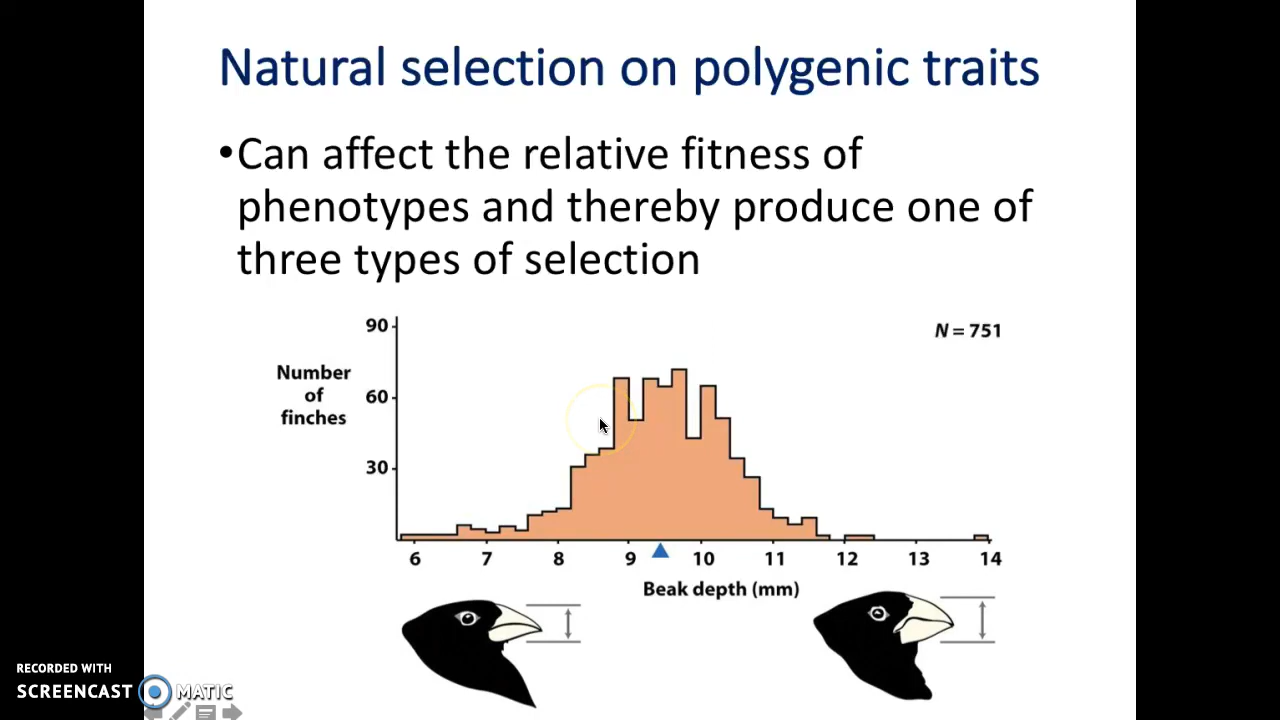 Natural selection on polygenic traits
•Can affect the relative fitness of
phenotypes and thereby produce one of
three types of selection
90
N = 751
Number
of
finches
60
30
6 7 8 9 10 11 12 13 14
Beak depth (mm)
RECORDED WITH
SCREENCAST MATIC